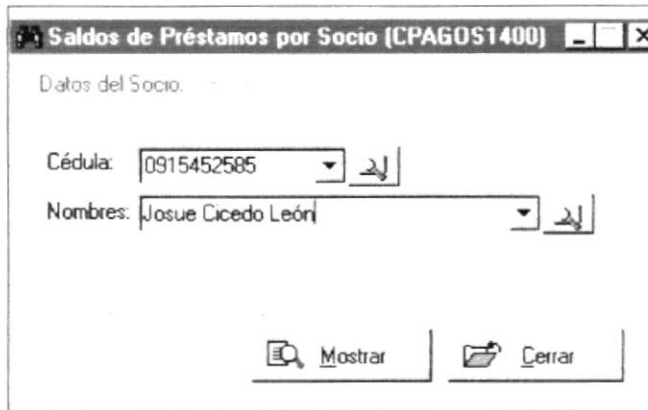 Saldos de Préstamos por Socio (CPAGOS1400)
Datos del Socio:
Cédula: 0915452585
Nombres: Josue Cicedo León
Mostrar
Cerrar